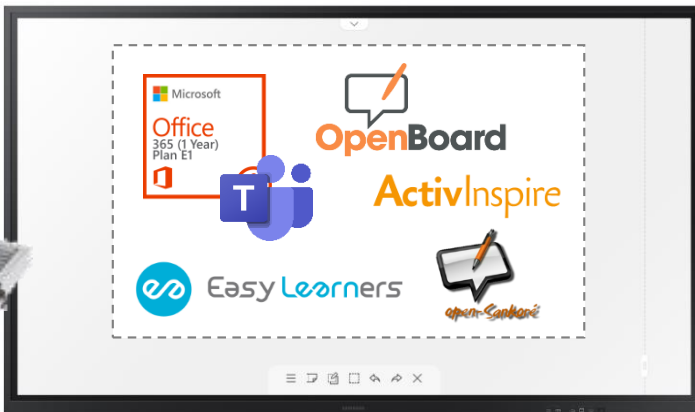 Microsoft
Office
365 (1 Year)
Plan E1
OpenBoard
T
ActivInspire
Easy Learners
open-Sankoré